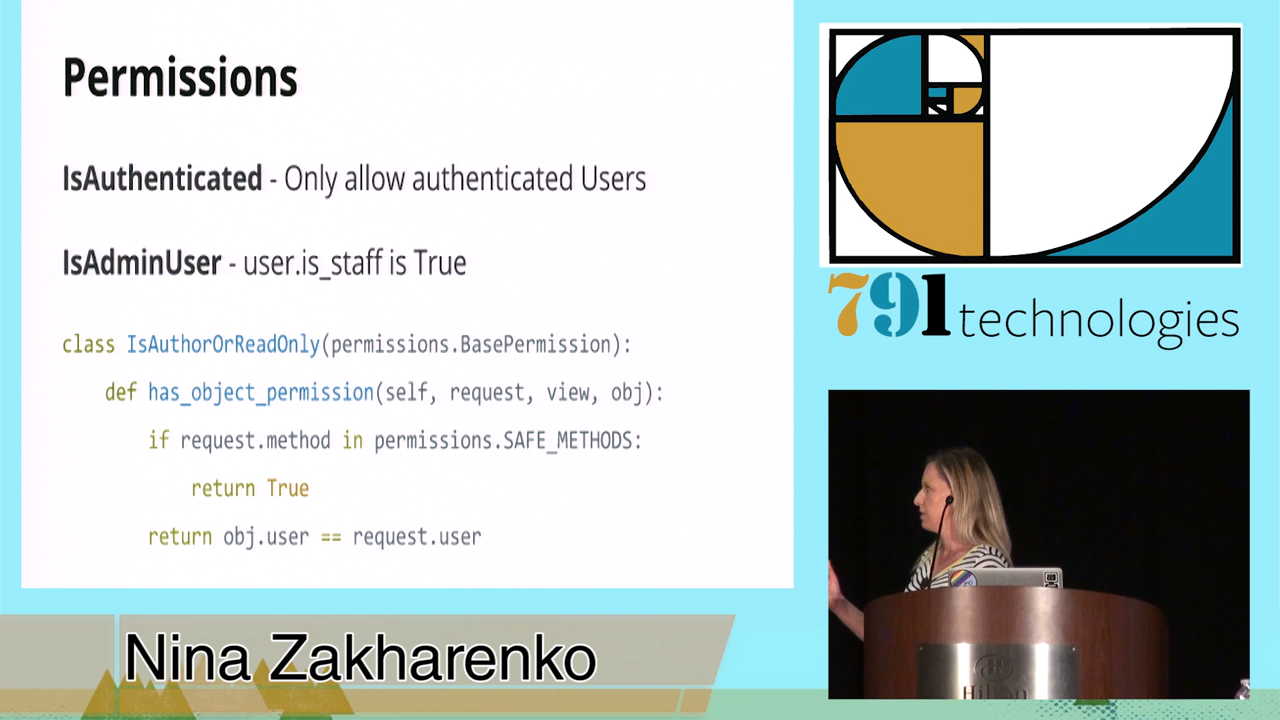 Permissions
IsAuthenticated - Only allow authenticated Users
IsAdminUser - user.is_staff is True
class IsAuthorOrReadOnly(permissions.BasePermission):
def has_object_permission(self, request, view, obj):
if request.method in permissions.SAFE_METHODS:
return True
return obj.user == request.user
791 technologies
Hilton
Nina Zakharenko